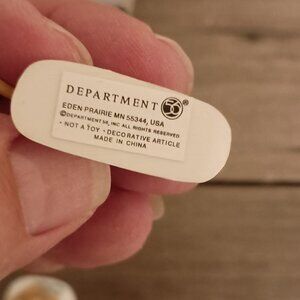 DEPARTMENT 56®
EDEN PRAIRIE MN 55344, USA
©DEPARTMENT 56, INC ALL RIGHTS RESERVED
• NOT A TOY • DECORATIVE ARTICLE
MADE IN CHINA